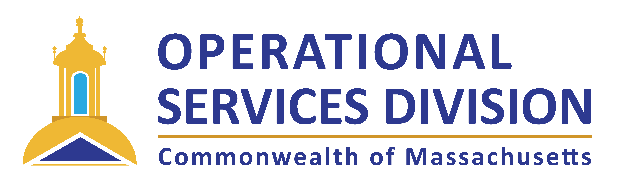 OPERATIONAL
SERVICES DIVISION
Commonwealth of Massachusetts